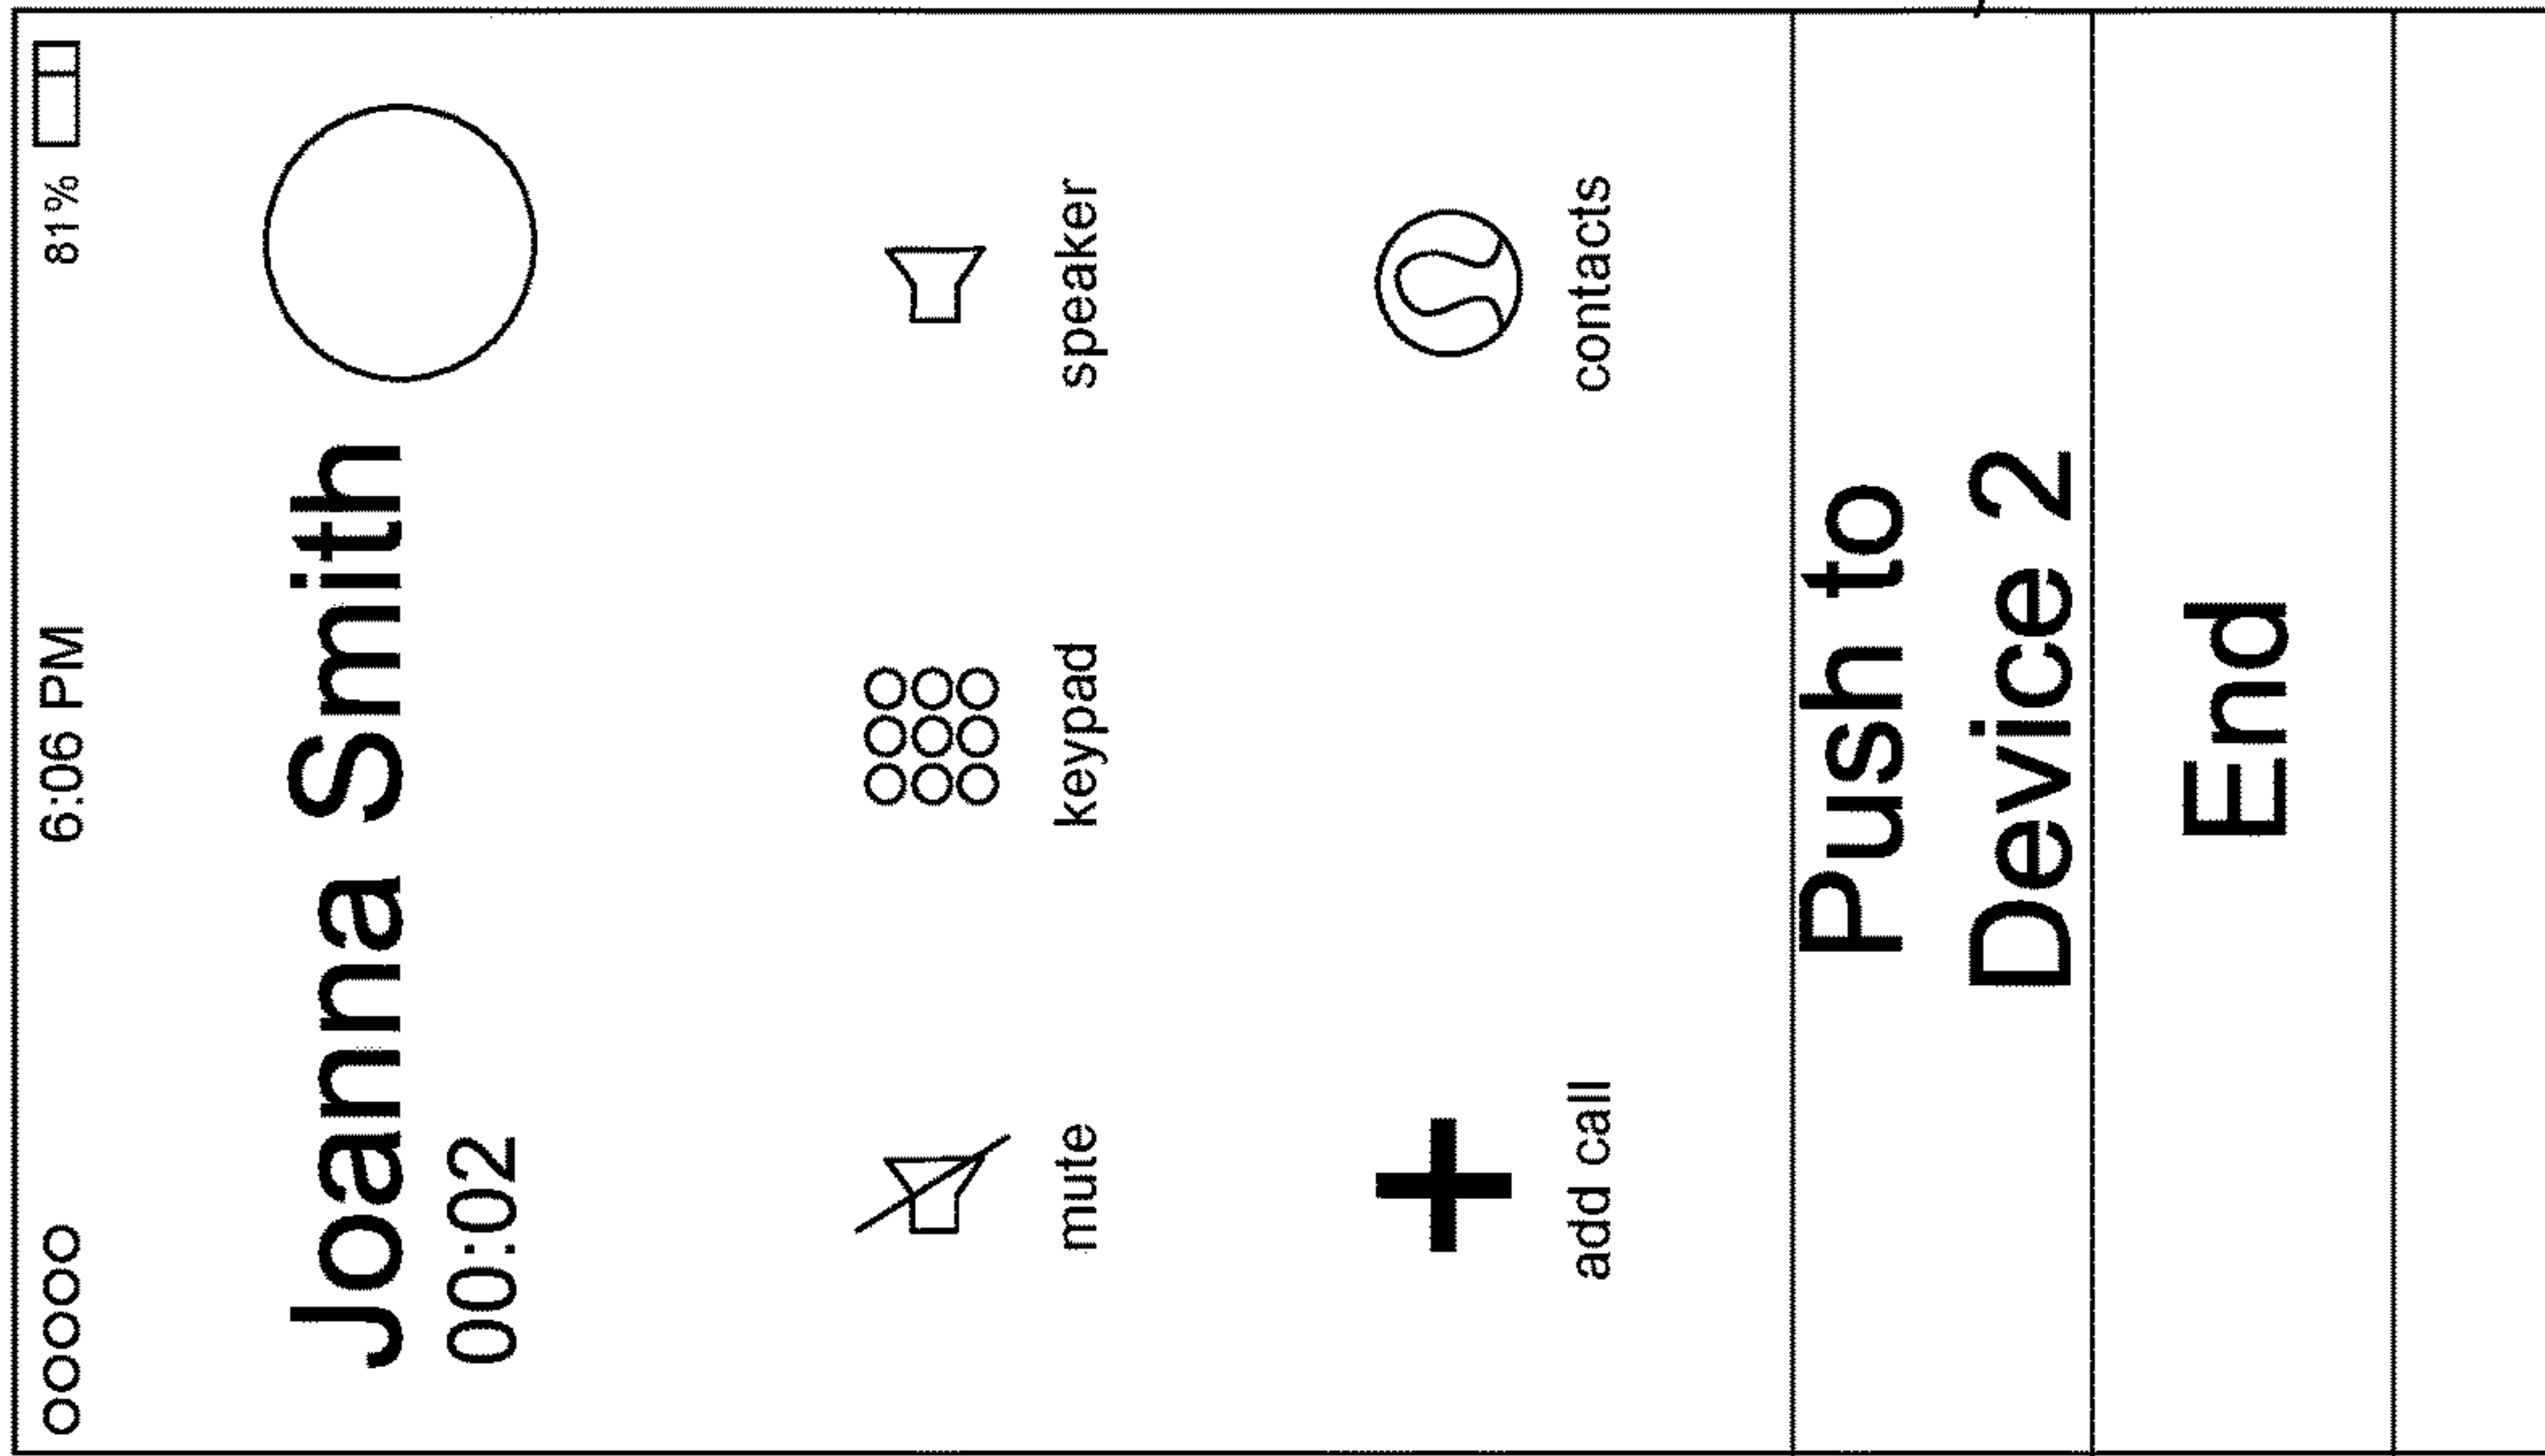 6:06 PM 81%
Joanna Smith
00:02
mute keypad speaker
add call contacts
Push to
Device 2
End